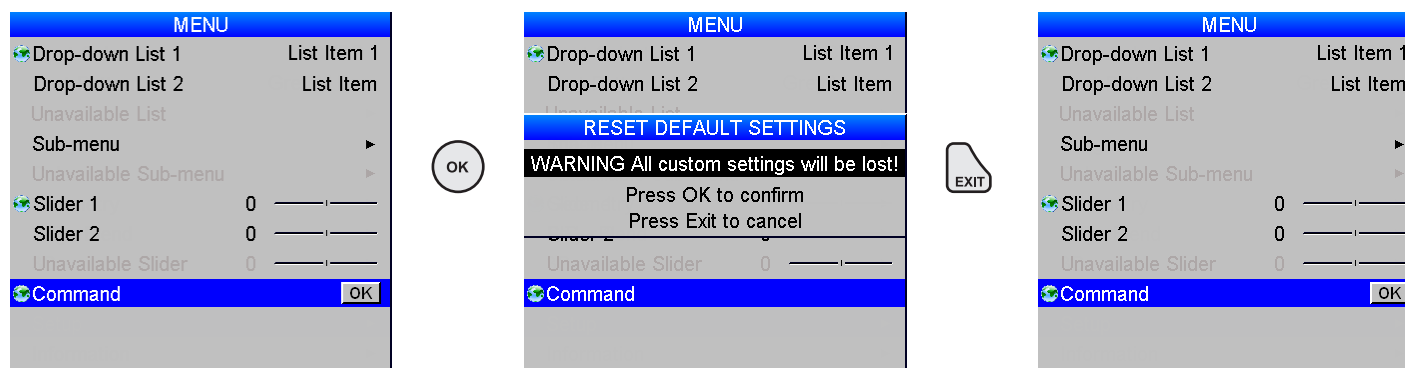 MENU
Drop-down List 1 List Item 1
Drop-down List 2 List Item
Unavailable List
Sub-menu
Unavailable Sub-menu
Slider 1 0
Slider 2 0
Unavailable Slider 0
Command OK
OK
MENU
Drop-down List 1 List Item 1
Drop-down List 2 List Item
Unavailable List
RESET DEFAULT SETTINGS
WARNING All custom settings will be lost!
Press OK to confirm
Press Exit to cancel
Slider 2 0
Unavailable Slider 0
Command
EXIT
MENU
Drop-down List 1 List Item 1
Drop-down List 2 List Item
Unavailable List
Sub-menu
Unavailable Sub-menu
Slider 1 0
Slider 2 0
Unavailable Slider 0
Command OK